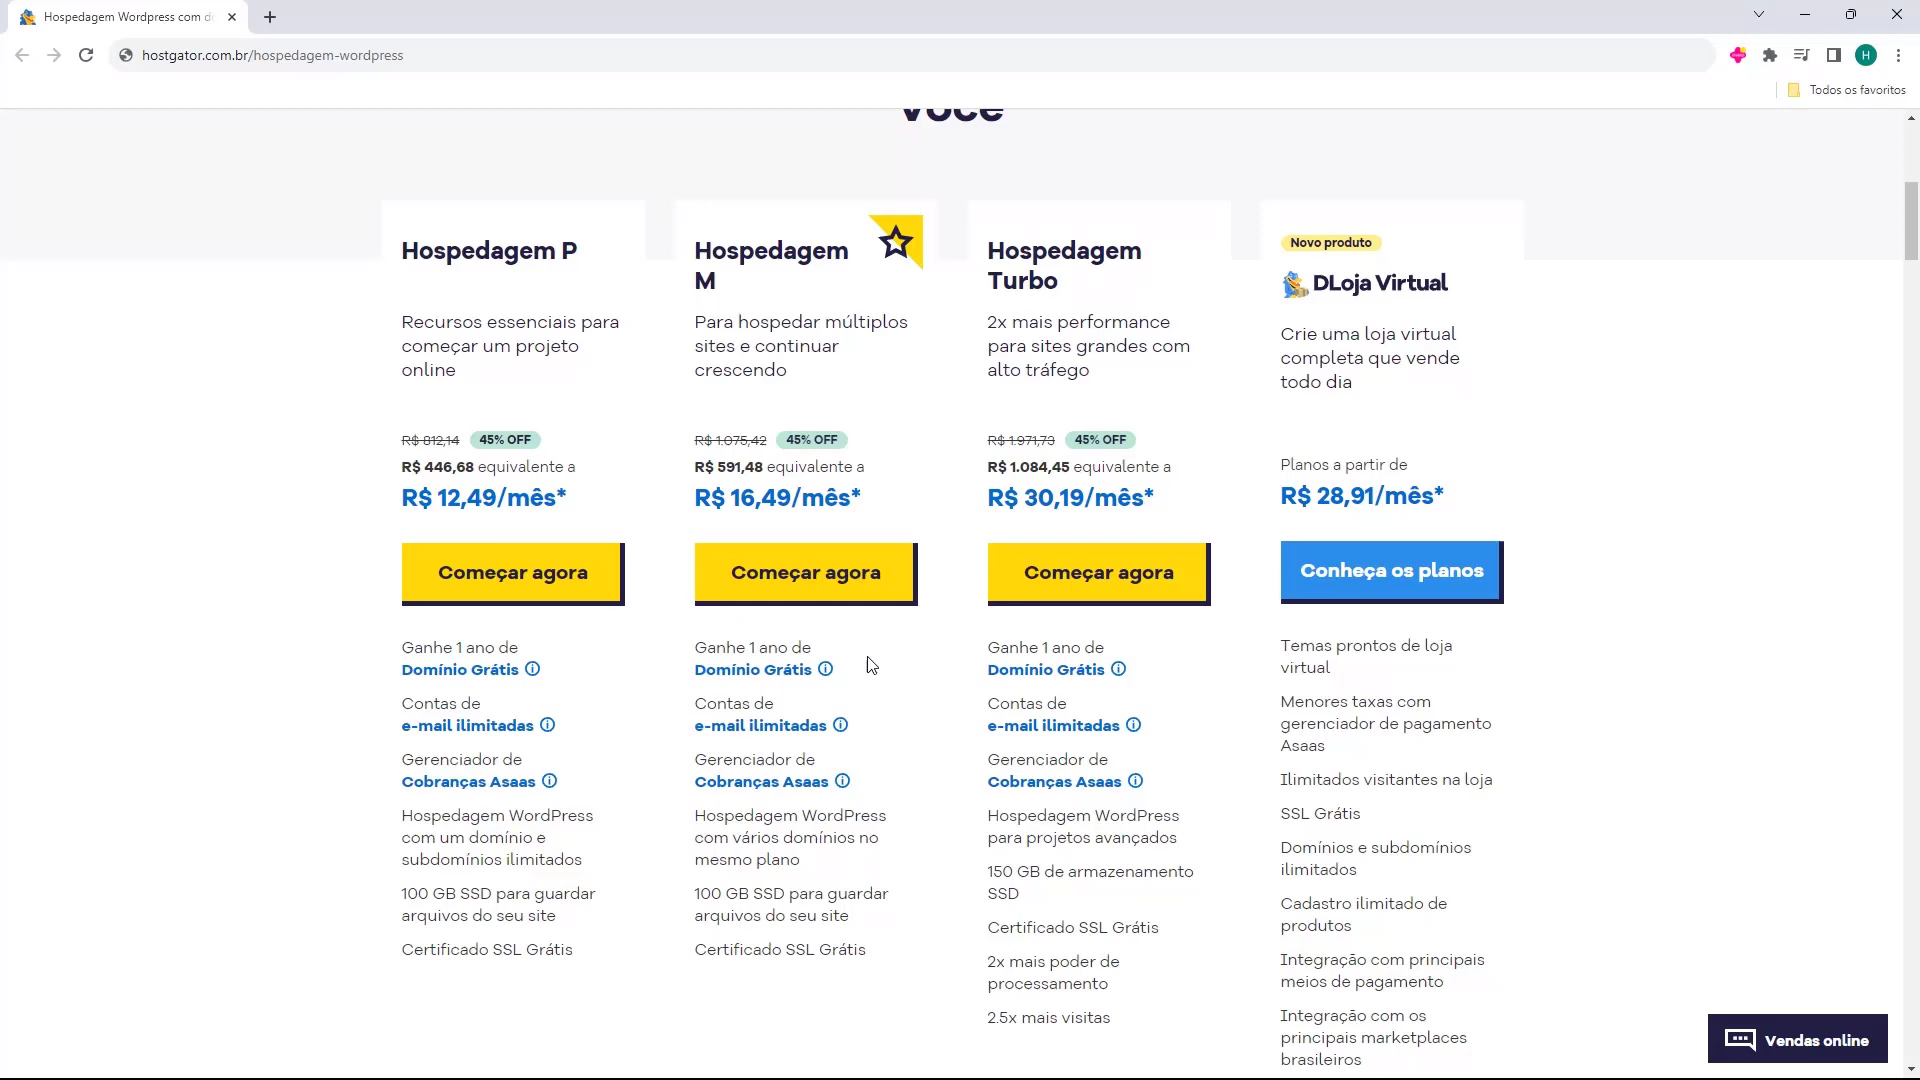 Hospedagem Wordpress com d
hostgator.com.br/hospedagem-wordpress
H
Todos os favoritos
você
Hospedagem P
Recursos essenciais para
começar um projeto
online
R$ 812,14 45% OFF
R$ 446,68 equivalente a
R$ 12,49/mês*
Começar agora
Ganhe 1 ano de
Domínio Grátis
Contas de
e-mail ilimitadas
Gerenciador de
Cobranças Asaas
Hospedagem WordPress
com um domínio e
subdomínios ilimitados
100 GB SSD para guardar
arquivos do seu site
Certificado SSL Grátis
Hospedagem
M
Para hospedar múltiplos
sites e continuar
crescendo
R$ 1.075,42 45% OFF
R$ 591,48 equivalente a
R$ 16,49/mês*
Começar agora
Ganhe 1 ano de
Domínio Grátis
Contas de
e-mail ilimitadas
Gerenciador de
Cobranças Asaas
Hospedagem WordPress
com vários domínios no
mesmo plano
100 GB SSD para guardar
arquivos do seu site
Certificado SSL Grátis
Hospedagem
Turbo
2x mais performance
para sites grandes com
alto tráfego
R$ 1.971,73 45% OFF
R$ 1.084,45 equivalente a
R$ 30,19/mês*
Começar agora
Ganhe 1 ano de
Domínio Grátis
Contas de
e-mail ilimitadas
Gerenciador de
Cobranças Asaas
Hospedagem WordPress
para projetos avançados
150 GB de armazenamento
SSD
Certificado SSL Grátis
2x mais poder de
processamento
2.5x mais visitas
Novo produto
DLoja Virtual
Crie uma loja virtual
completa que vende
todo dia
Planos a partir de
R$ 28,91/mês*
Conheça os planos
Temas prontos de loja
virtual
Menores taxas com
gerenciador de pagamento
Asaas
Ilimitados visitantes na loja
SSL Grátis
Domínios e subdomínios
ilimitados
Cadastro ilimitado de
produtos
Integração com principais
meios de pagamento
Integração com os
principais marketplaces
brasileiros
Vendas online